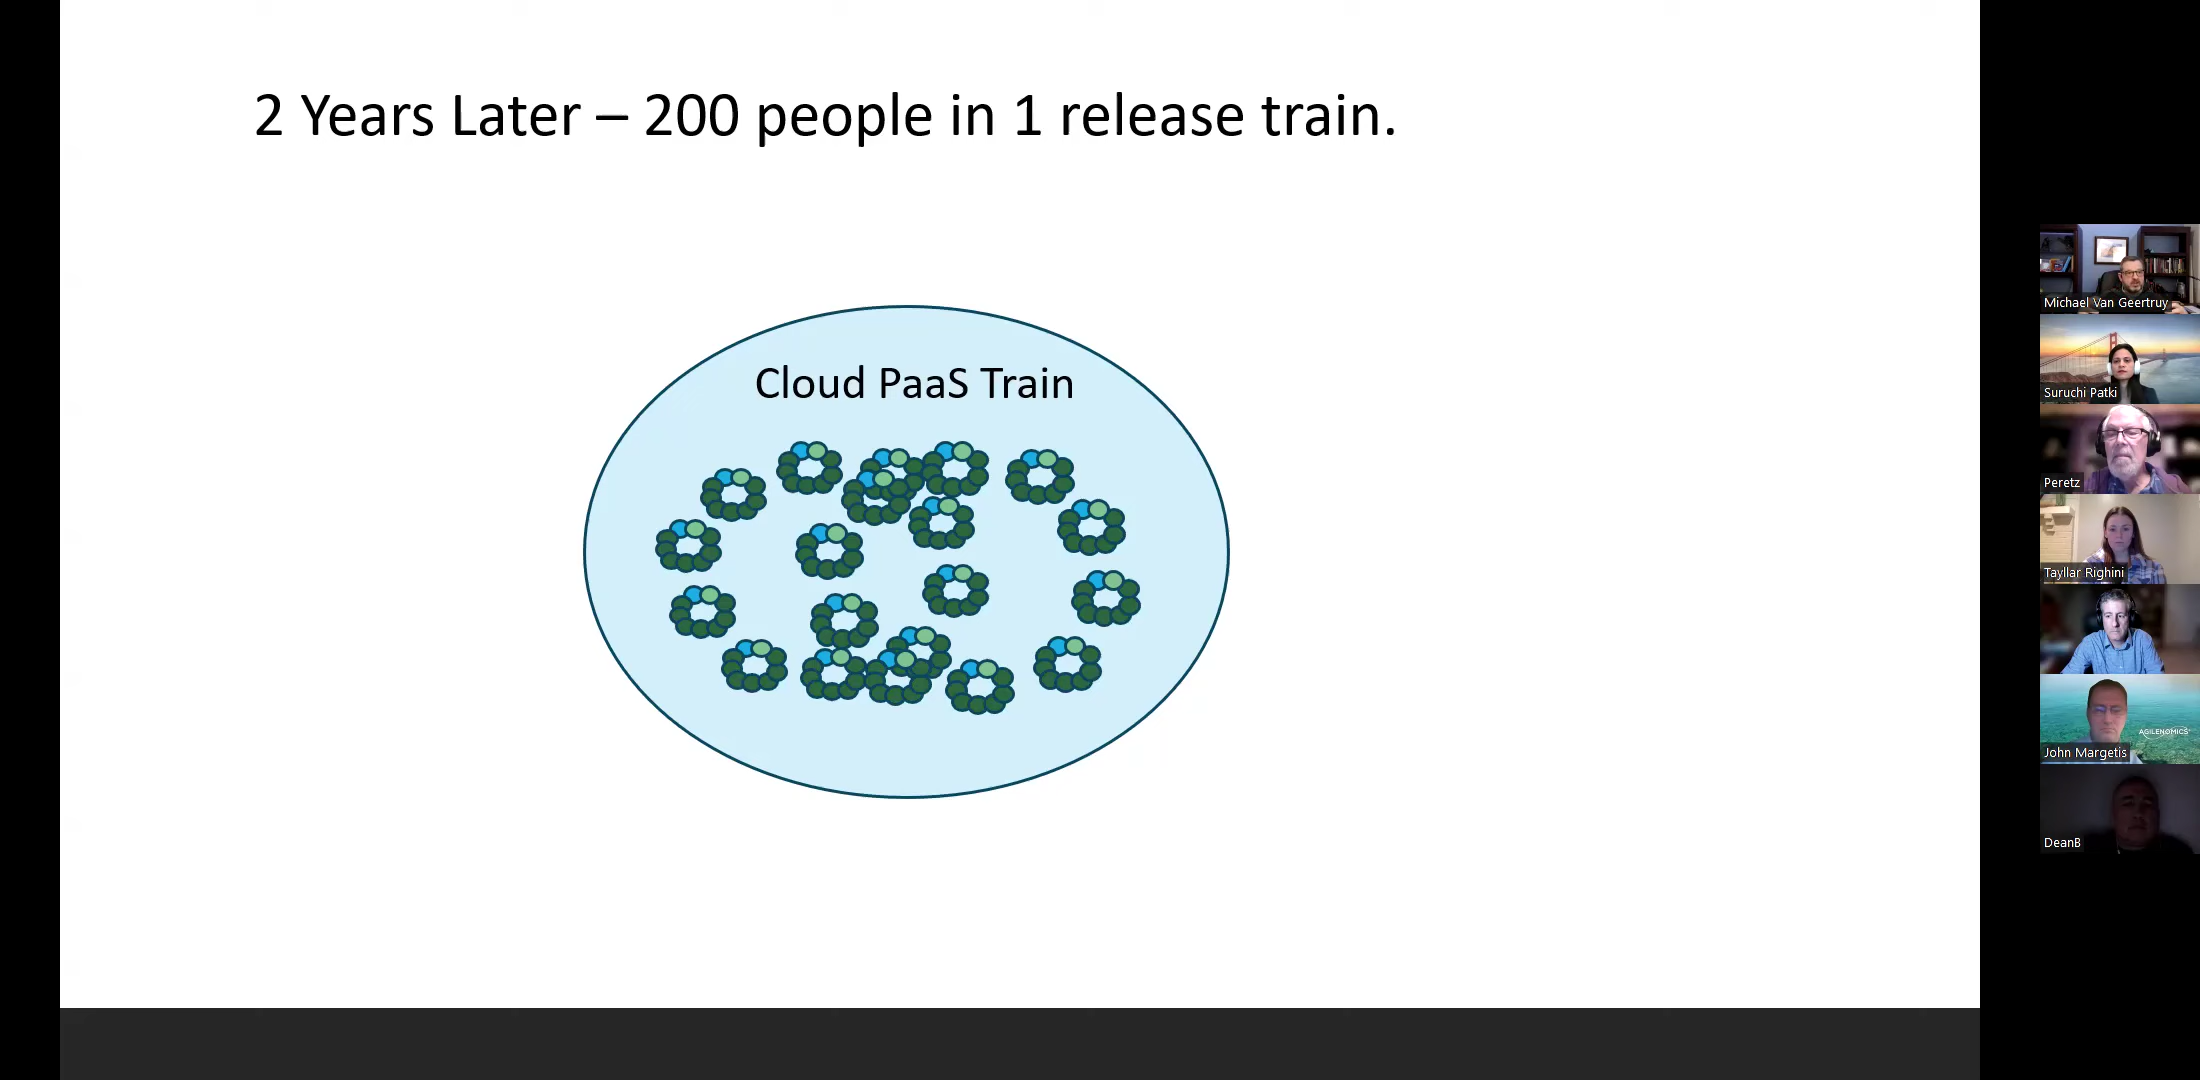 2 Years Later – 200 people in 1 release train.
Cloud PaaS Train
Michael Van Geertruy
Suruchi Patki
Peretz
Tayllar Righini
AGILENOMICS
John Margetis
DeanB